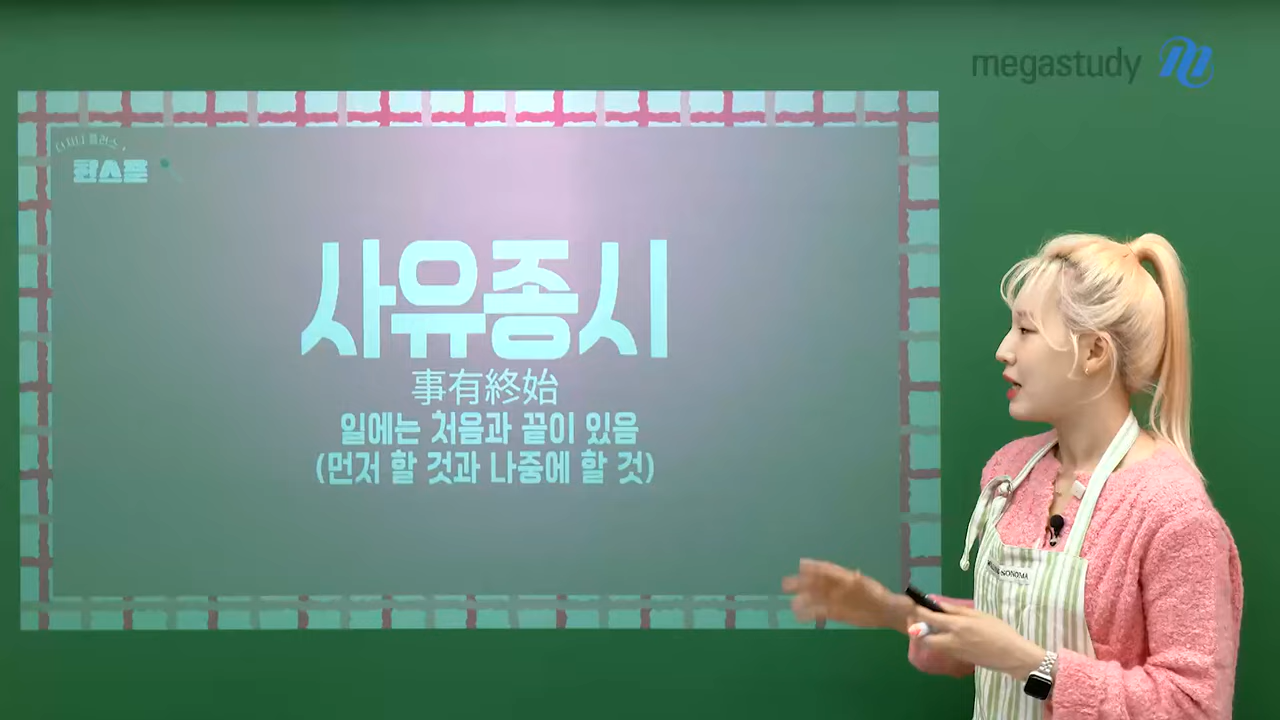 megastudy
사유종시
事有終始
일에는 처음과 끝이 있음
(먼저 할 것과 나중에 할 것)